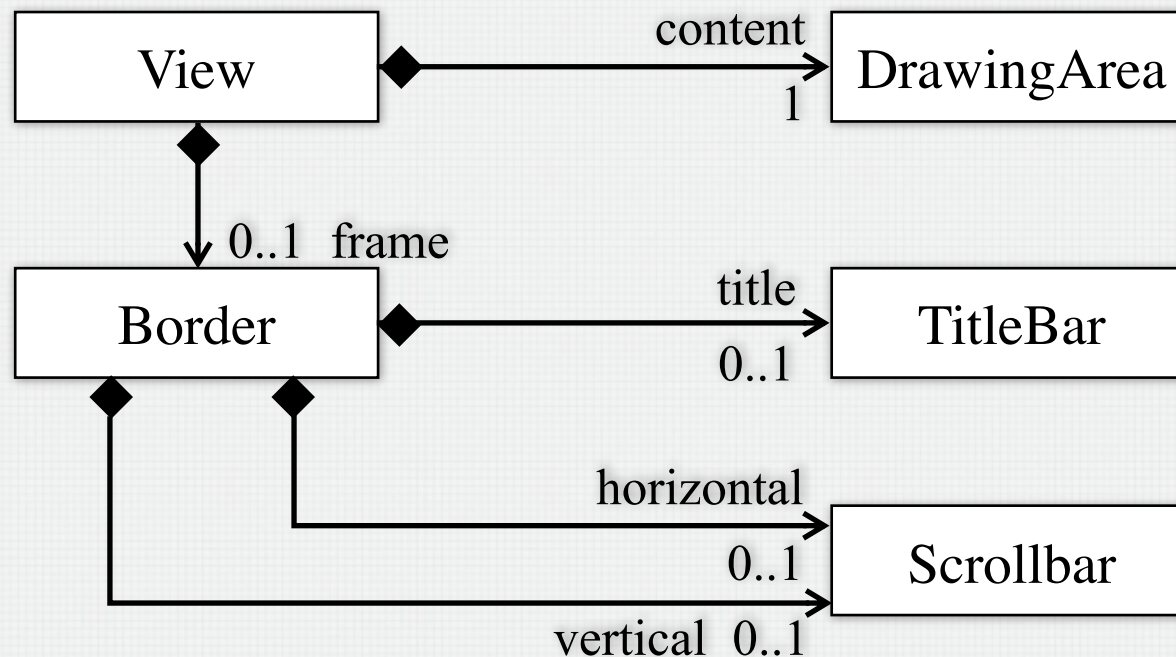 content
View
DrawingArea
1
0..1 frame
title
Border
TitleBar
0..1
horizontal
0..1
Scrollbar
vertical 0..1